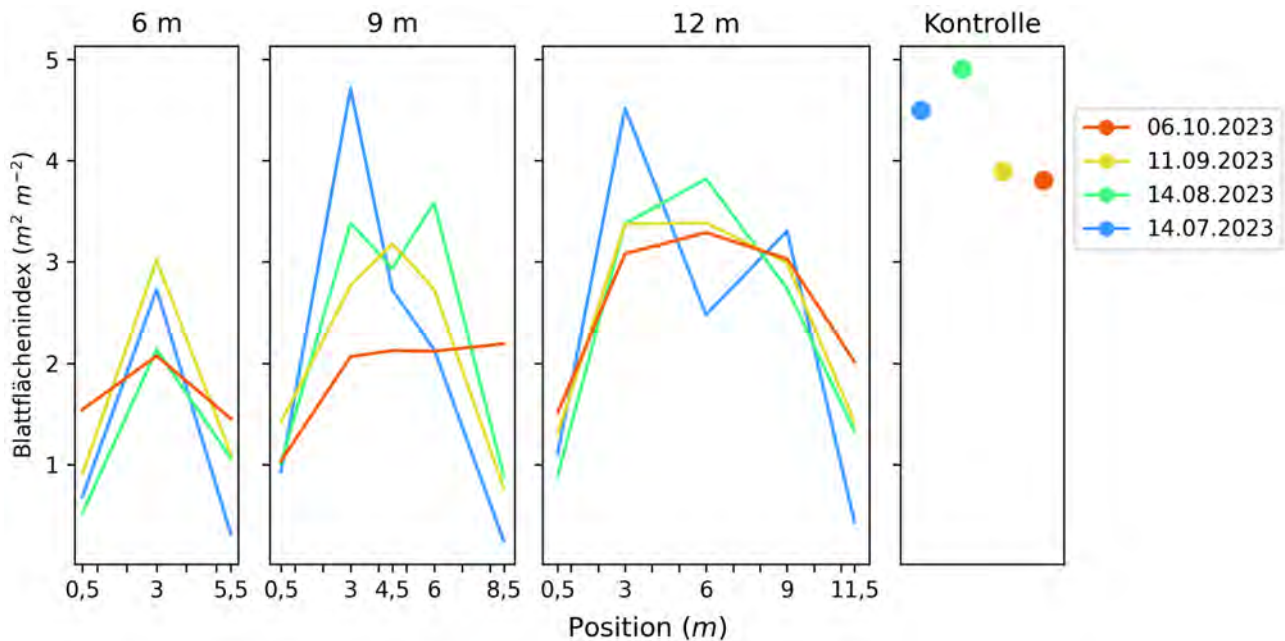 6 m
9 m
12 m
Kontrolle
Blattflächenindex (m² m⁻²)
5
4
3
2
1
0,5 3 5,5
0,5 3 4,5 6 8,5
0,5 3 6 9 11,5
Position (m)
06.10.2023
11.09.2023
14.08.2023
14.07.2023